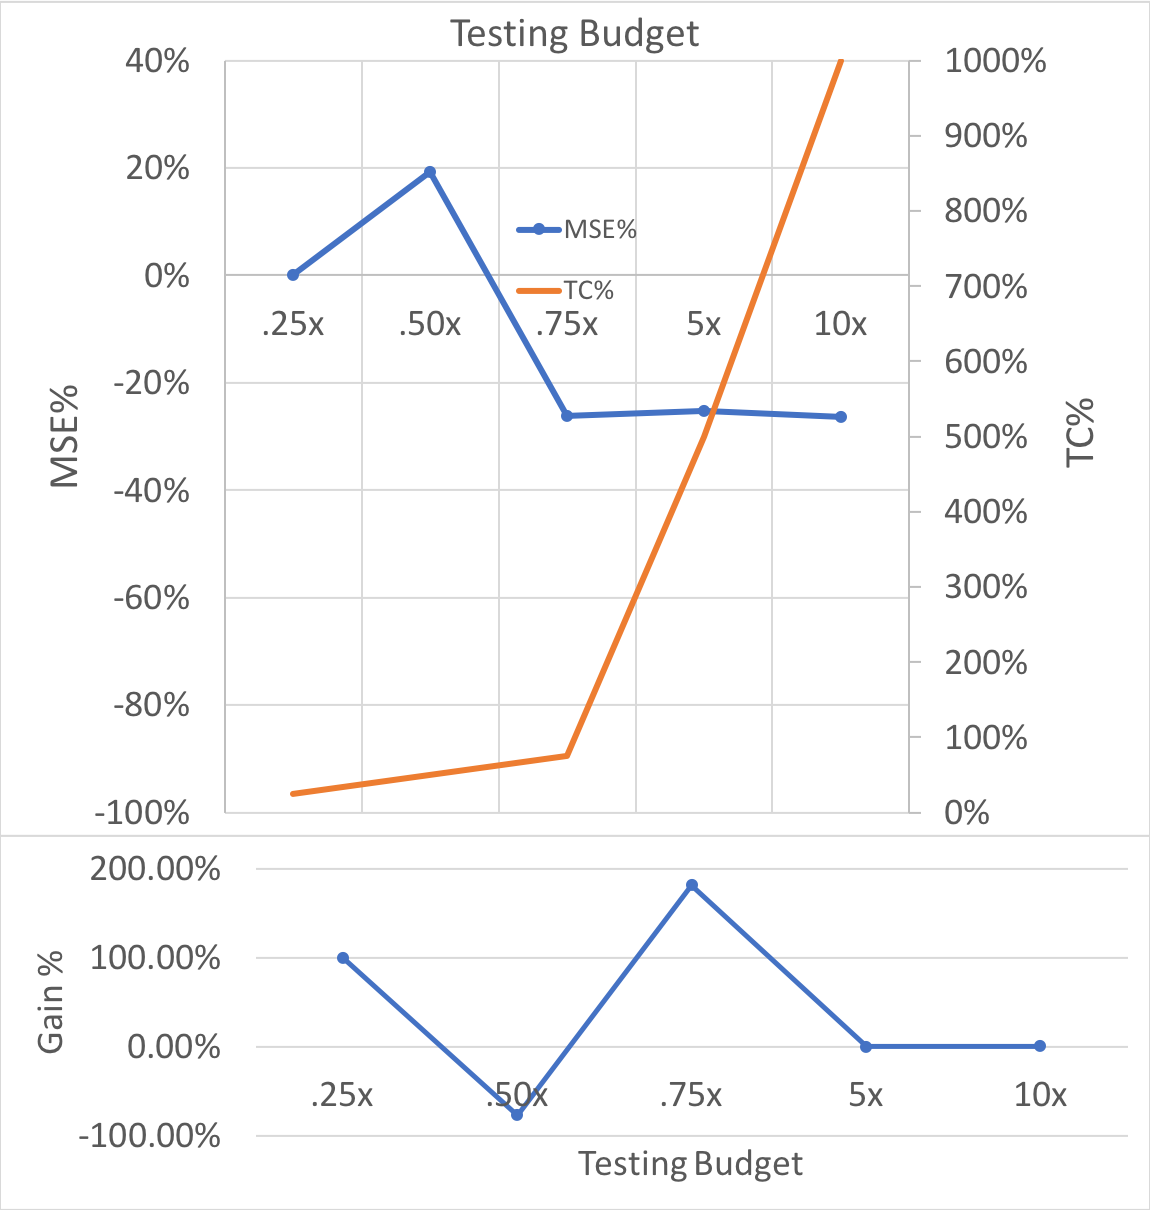 Testing Budget
40%
20%
0%
-20%
-40%
-60%
-80%
-100%
MSE%
MSE%
TC%
.25x .50x .75x 5x 10x
1000%
900%
800%
700%
600%
500%
400%
300%
200%
100%
0%
TC%
200.00%
100.00%
0.00%
-100.00%
Gain %
.25x .50x .75x 5x 10x
Testing Budget